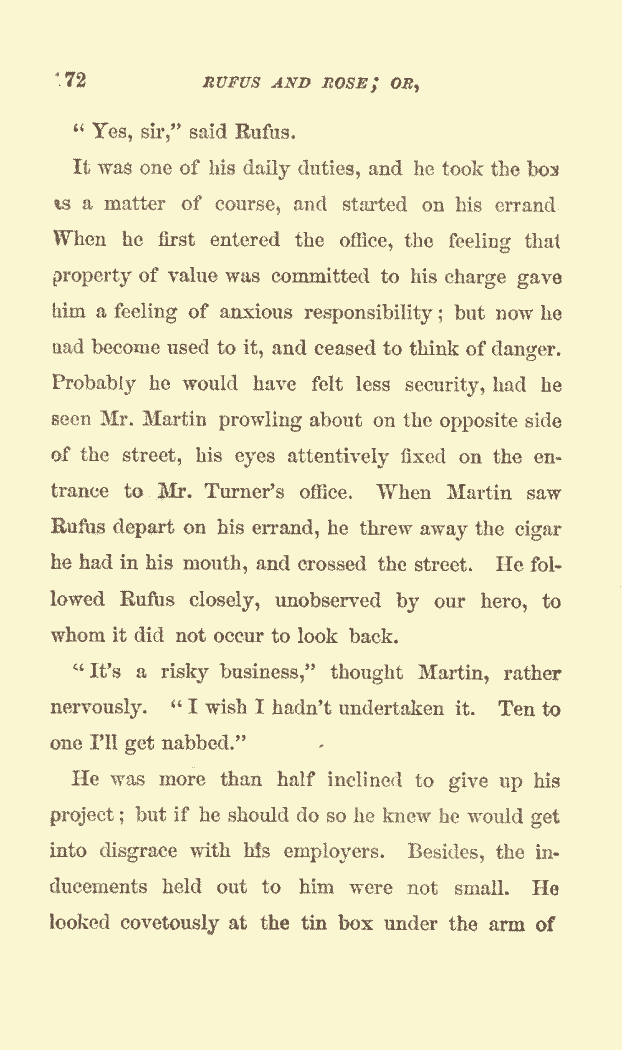 172 RUFUS AND ROSE; OR,
" Yes, sir," said Rufus.
It was one of his daily duties, and he took the box
as a matter of course, and started on his errand
When he first entered the office, the feeling that
property of value was committed to his charge gave
him a feeling of anxious responsibility; but now he
had become used to it, and ceased to think of danger.
Probably he would have felt less security, had he
seen Mr. Martin prowling about on the opposite side
of the street, his eyes attentively fixed on the en-
trance to Mr. Turner's office. When Martin saw
Rufus depart on his errand, he threw away the cigar
he had in his mouth, and crossed the street. He fol-
lowed Rufus closely, unobserved by our hero, to
whom it did not occur to look back.
" It's a risky business," thought Martin, rather
nervously. " I wish I hadn't undertaken it. Ten to
one I'll get nabbed."
He was more than half inclined to give up his
project; but if he should do so he knew he would get
into disgrace with his employers. Besides, the in-
ducements held out to him were not small. He
looked covetously at the tin box under the arm of